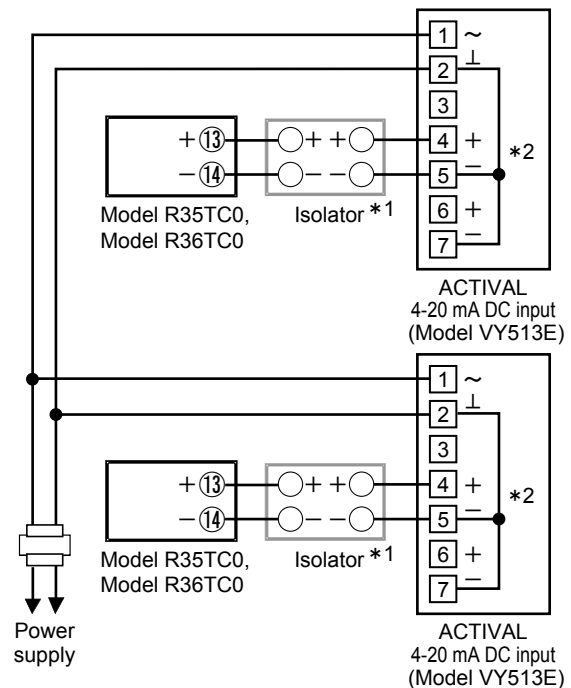 1 ~
2 ⊥
3
+⑬ + + 4 +
*2
−⑭ − − 5 −
6 +
7 −
Model R35TC0,
Model R36TC0
Isolator *1
ACTIVAL
4-20 mA DC input
(Model VY513E)
1 ~
2 ⊥
3
+⑬ + + 4 +
*2
−⑭ − − 5 −
6 +
7 −
Model R35TC0,
Model R36TC0
Isolator *1
Power
supply
ACTIVAL
4-20 mA DC input
(Model VY513E)